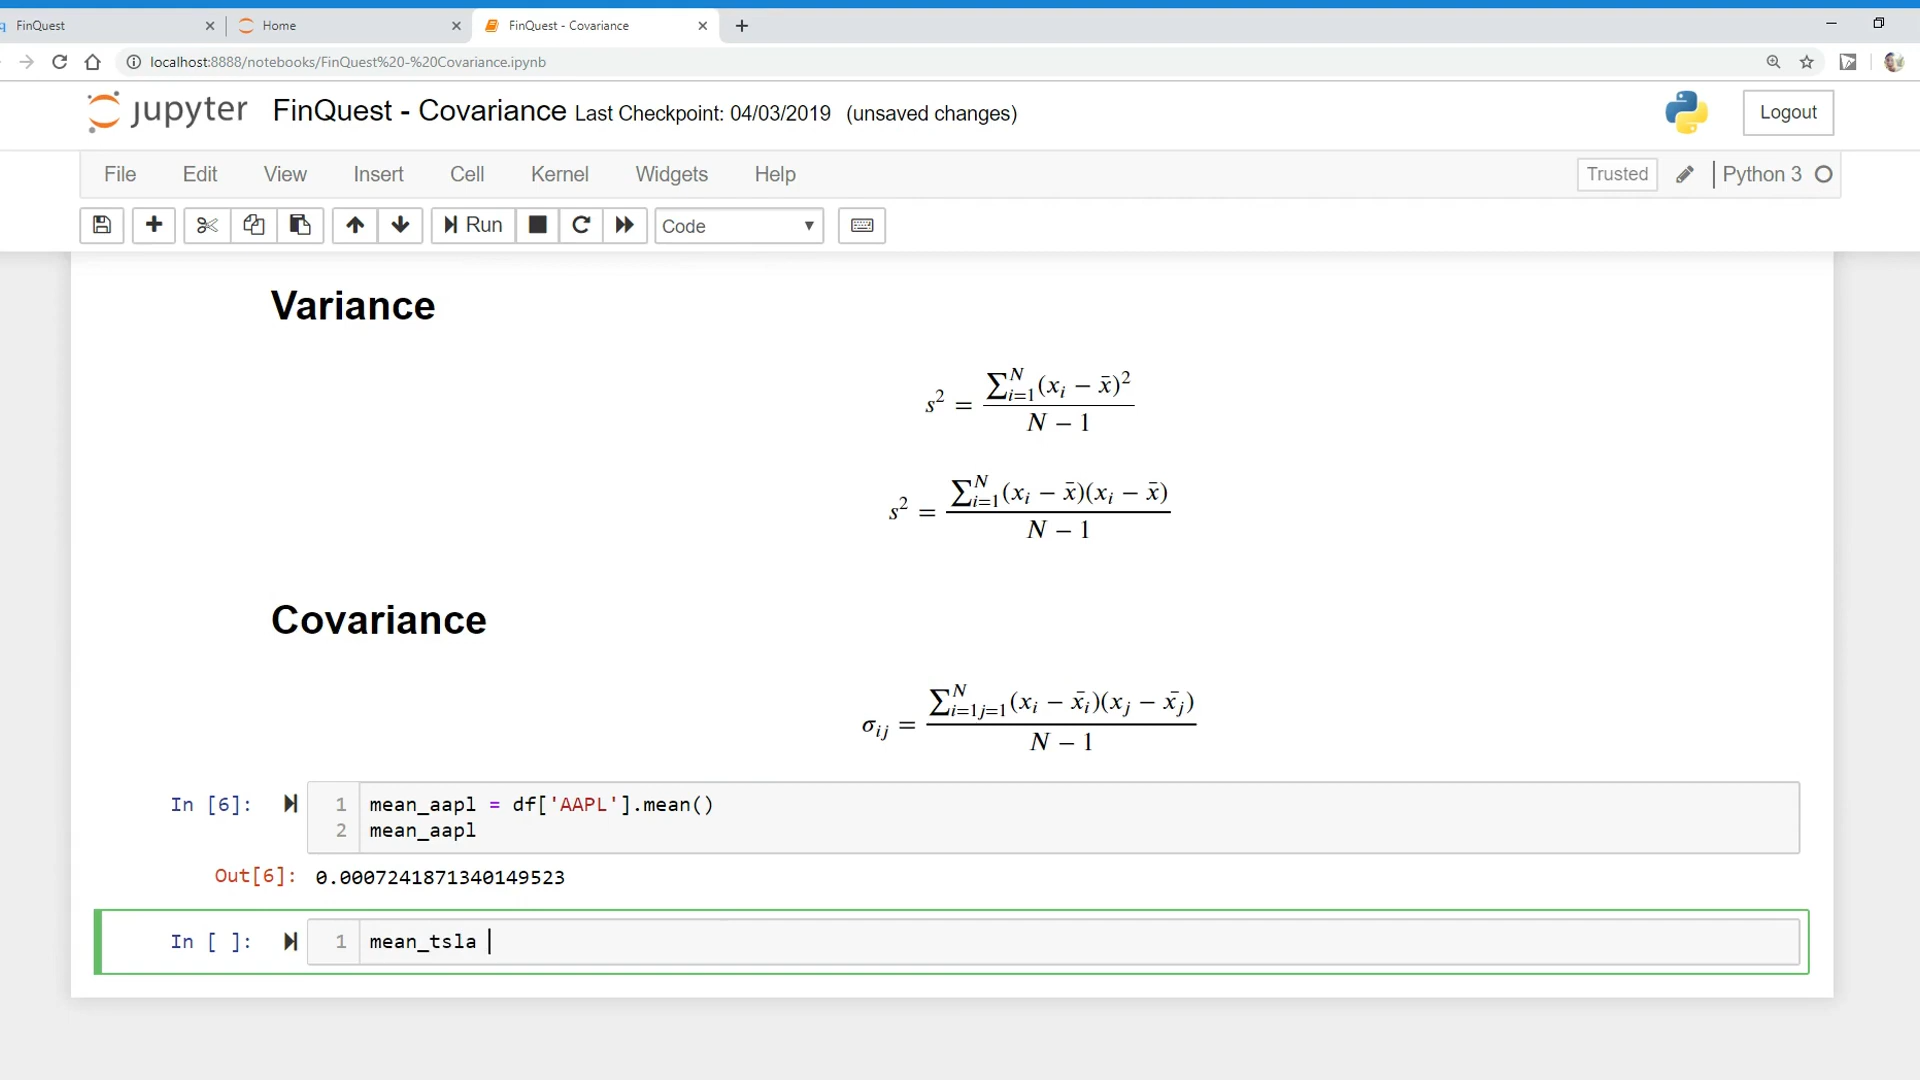 FinQuest
Home
FinQuest - Covariance
localhost:8888/notebooks/FinQuest%20-%20Covariance.ipynb
jupyter FinQuest - Covariance Last Checkpoint: 04/03/2019 (unsaved changes)
Logout
File Edit View Insert Cell Kernel Widgets Help
Trusted Python 3
Run Code
Variance
s² = ∑ᵢ₌₁ᴺ (xᵢ − x̄)² / N − 1
s² = ∑ᵢ₌₁ᴺ (xᵢ − x̄)(xᵢ − x̄) / N − 1
Covariance
σᵢⱼ = ∑ᵢ₌₁ⱼ₌₁ᴺ (xᵢ − x̄ᵢ)(xⱼ − x̄ⱼ) / N − 1
In [6]: 1 mean_aapl = df['AAPL'].mean()
2 mean_aapl
Out[6]: 0.0007241871340149523
In [ ]: 1 mean_tsla